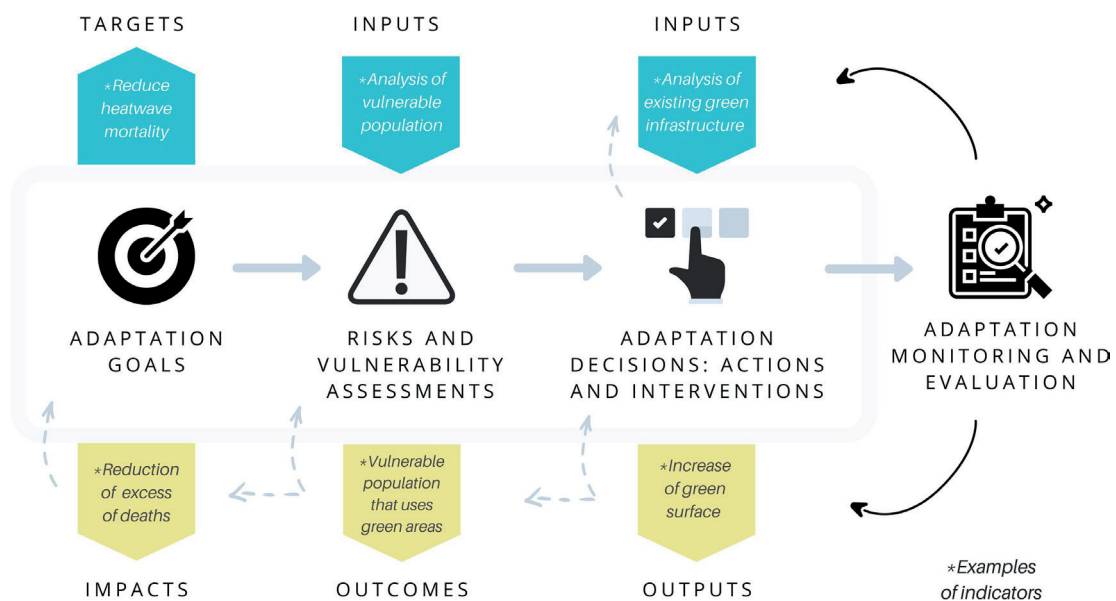 TARGETS
INPUTS
INPUTS
*Reduce
heatwave
mortality
*Analysis of
vulnerable
population
*Analysis of
existing green
infrastructure
ADAPTATION
GOALS
RISKS AND
VULNERABILITY
ASSESSMENTS
ADAPTATION
DECISIONS: ACTIONS
AND INTERVENTIONS
ADAPTATION
MONITORING AND
EVALUATION
*Reduction
of excess
of deaths
*Vulnerable
population
that uses
green areas
*Increase
of green
surface
IMPACTS
OUTCOMES
OUTPUTS
*Examples
of indicators